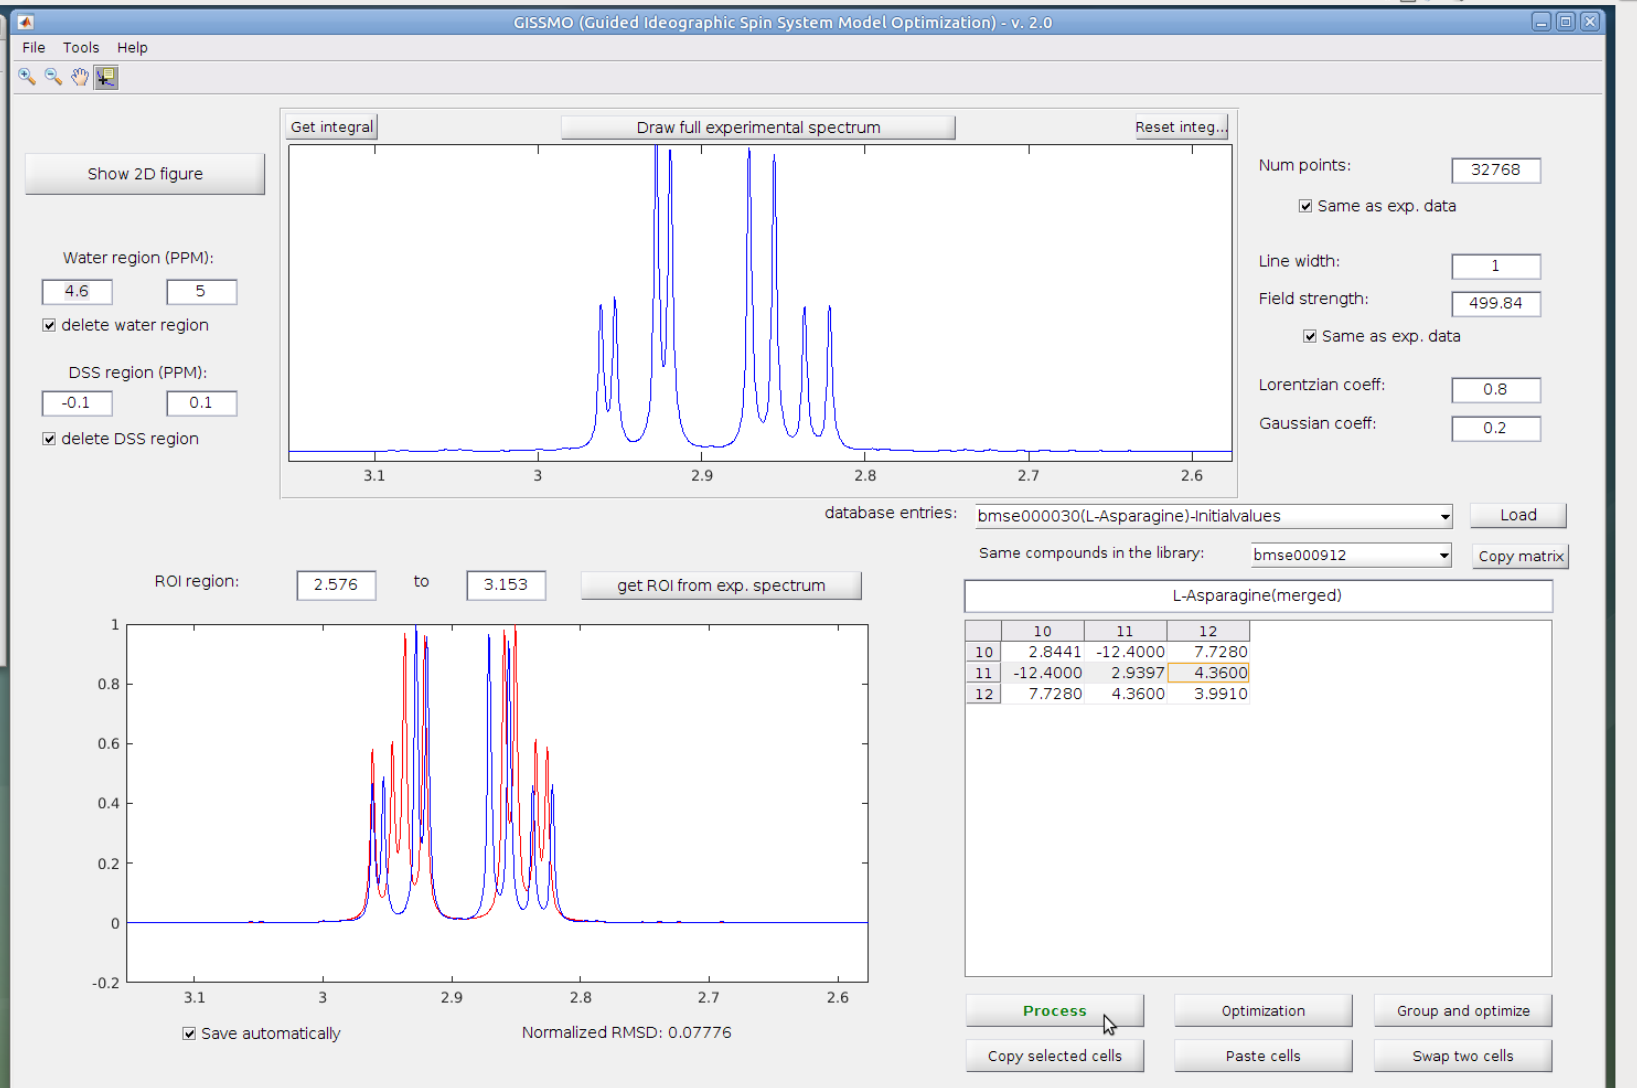 GISSMO (Guided Ideographic Spin System Model Optimization) - v. 2.0
File Tools Help
Get integral Draw full experimental spectrum Reset integ...
Show 2D figure
Num points: 32768
Same as exp. data
Water region (PPM):
4.6 5
delete water region
Line width: 1
Field strength: 499.84
Same as exp. data
DSS region (PPM):
-0.1 0.1
delete DSS region
Lorentzian coeff: 0.8
Gaussian coeff: 0.2
3.1 3 2.9 2.8 2.7 2.6
database entries: bmse000030(L-Asparagine)-Initialvalues Load
Same compounds in the library: bmse000912 Copy matrix
ROI region: 2.576 to 3.153 get ROI from exp. spectrum
L-Asparagine(merged)
10 11 12
10 2.8441 -12.4000 7.7280
11 -12.4000 2.9397 4.3600
12 7.7280 4.3600 3.9910
1
0.8
0.6
0.4
0.2
0
-0.2
3.1 3 2.9 2.8 2.7 2.6
Save automatically Normalized RMSD: 0.07776
Process Optimization Group and optimize
Copy selected cells Paste cells Swap two cells